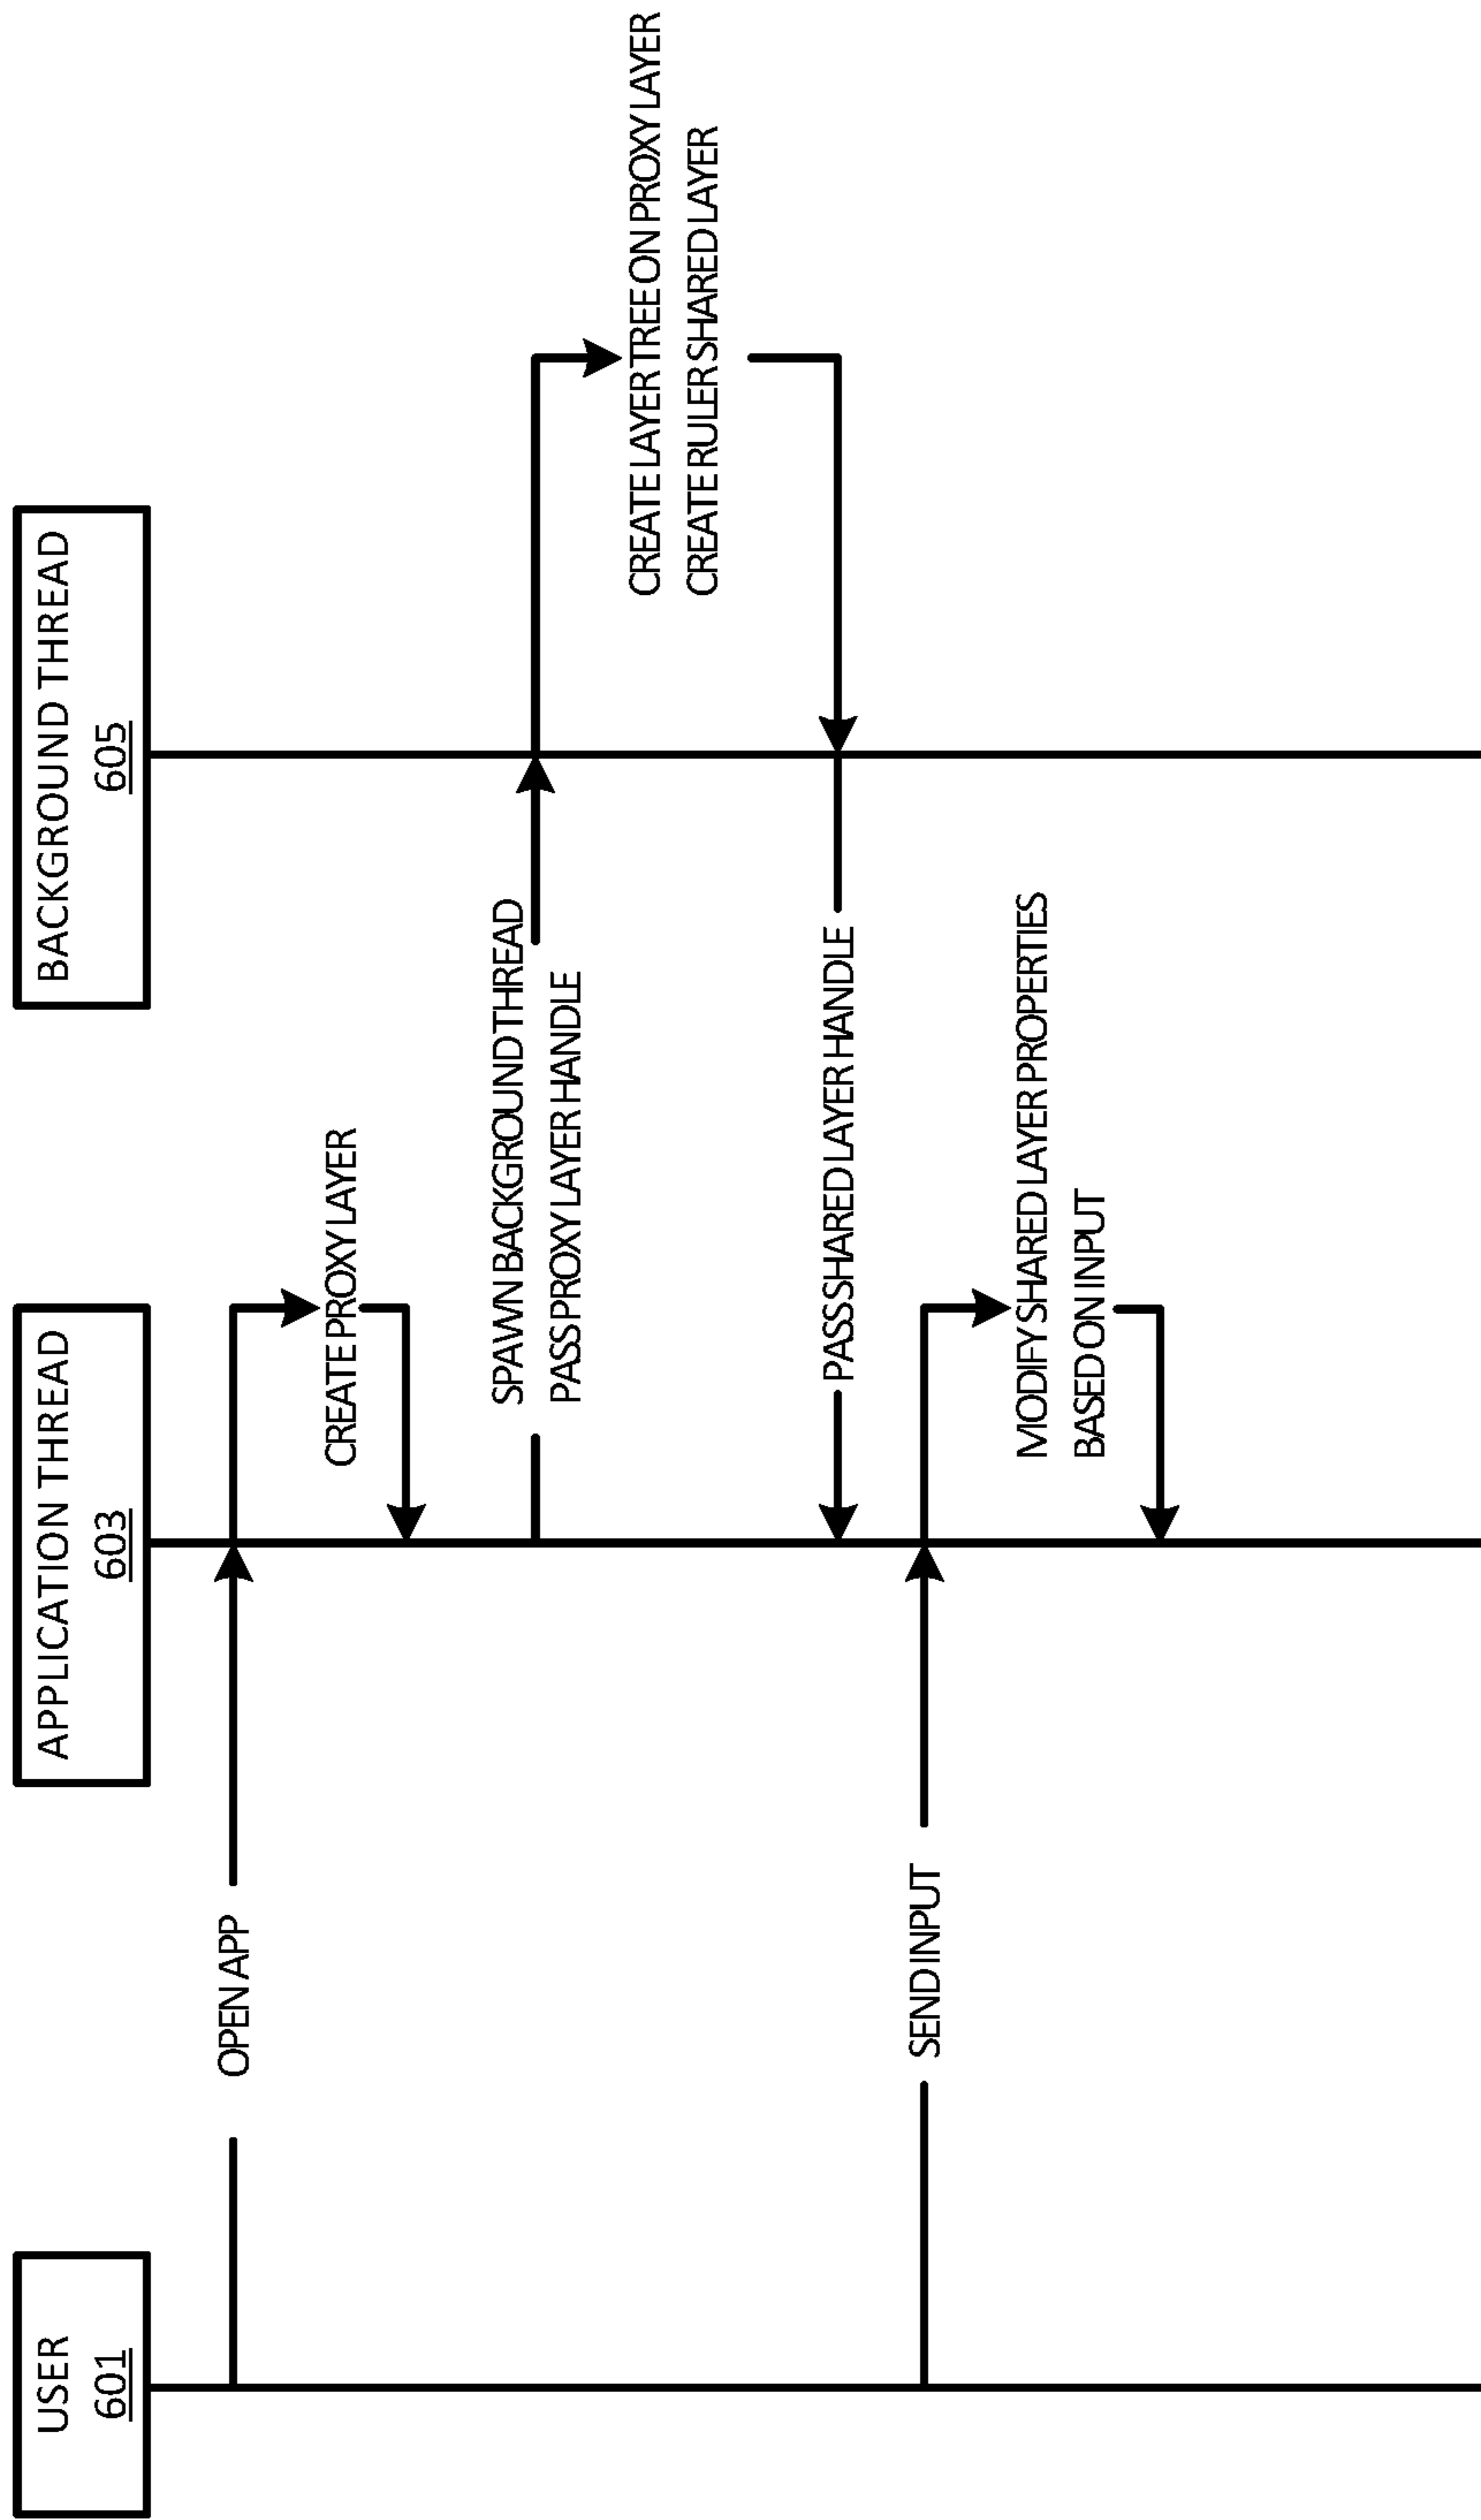 USER
601
APPLICATION THREAD
603
BACKGROUND THREAD
605
OPEN APP
CREATE PROXY LAYER
SPAWN BACKGROUND THREAD
PASS PROXY LAYER HANDLE
CREATE LAYER TREE ON PROXY LAYER
CREATE RULER SHARED LAYER
PASS SHARED LAYER HANDLE
SEND INPUT
MODIFY SHARED LAYER PROPERTIES
BASED ON INPUT